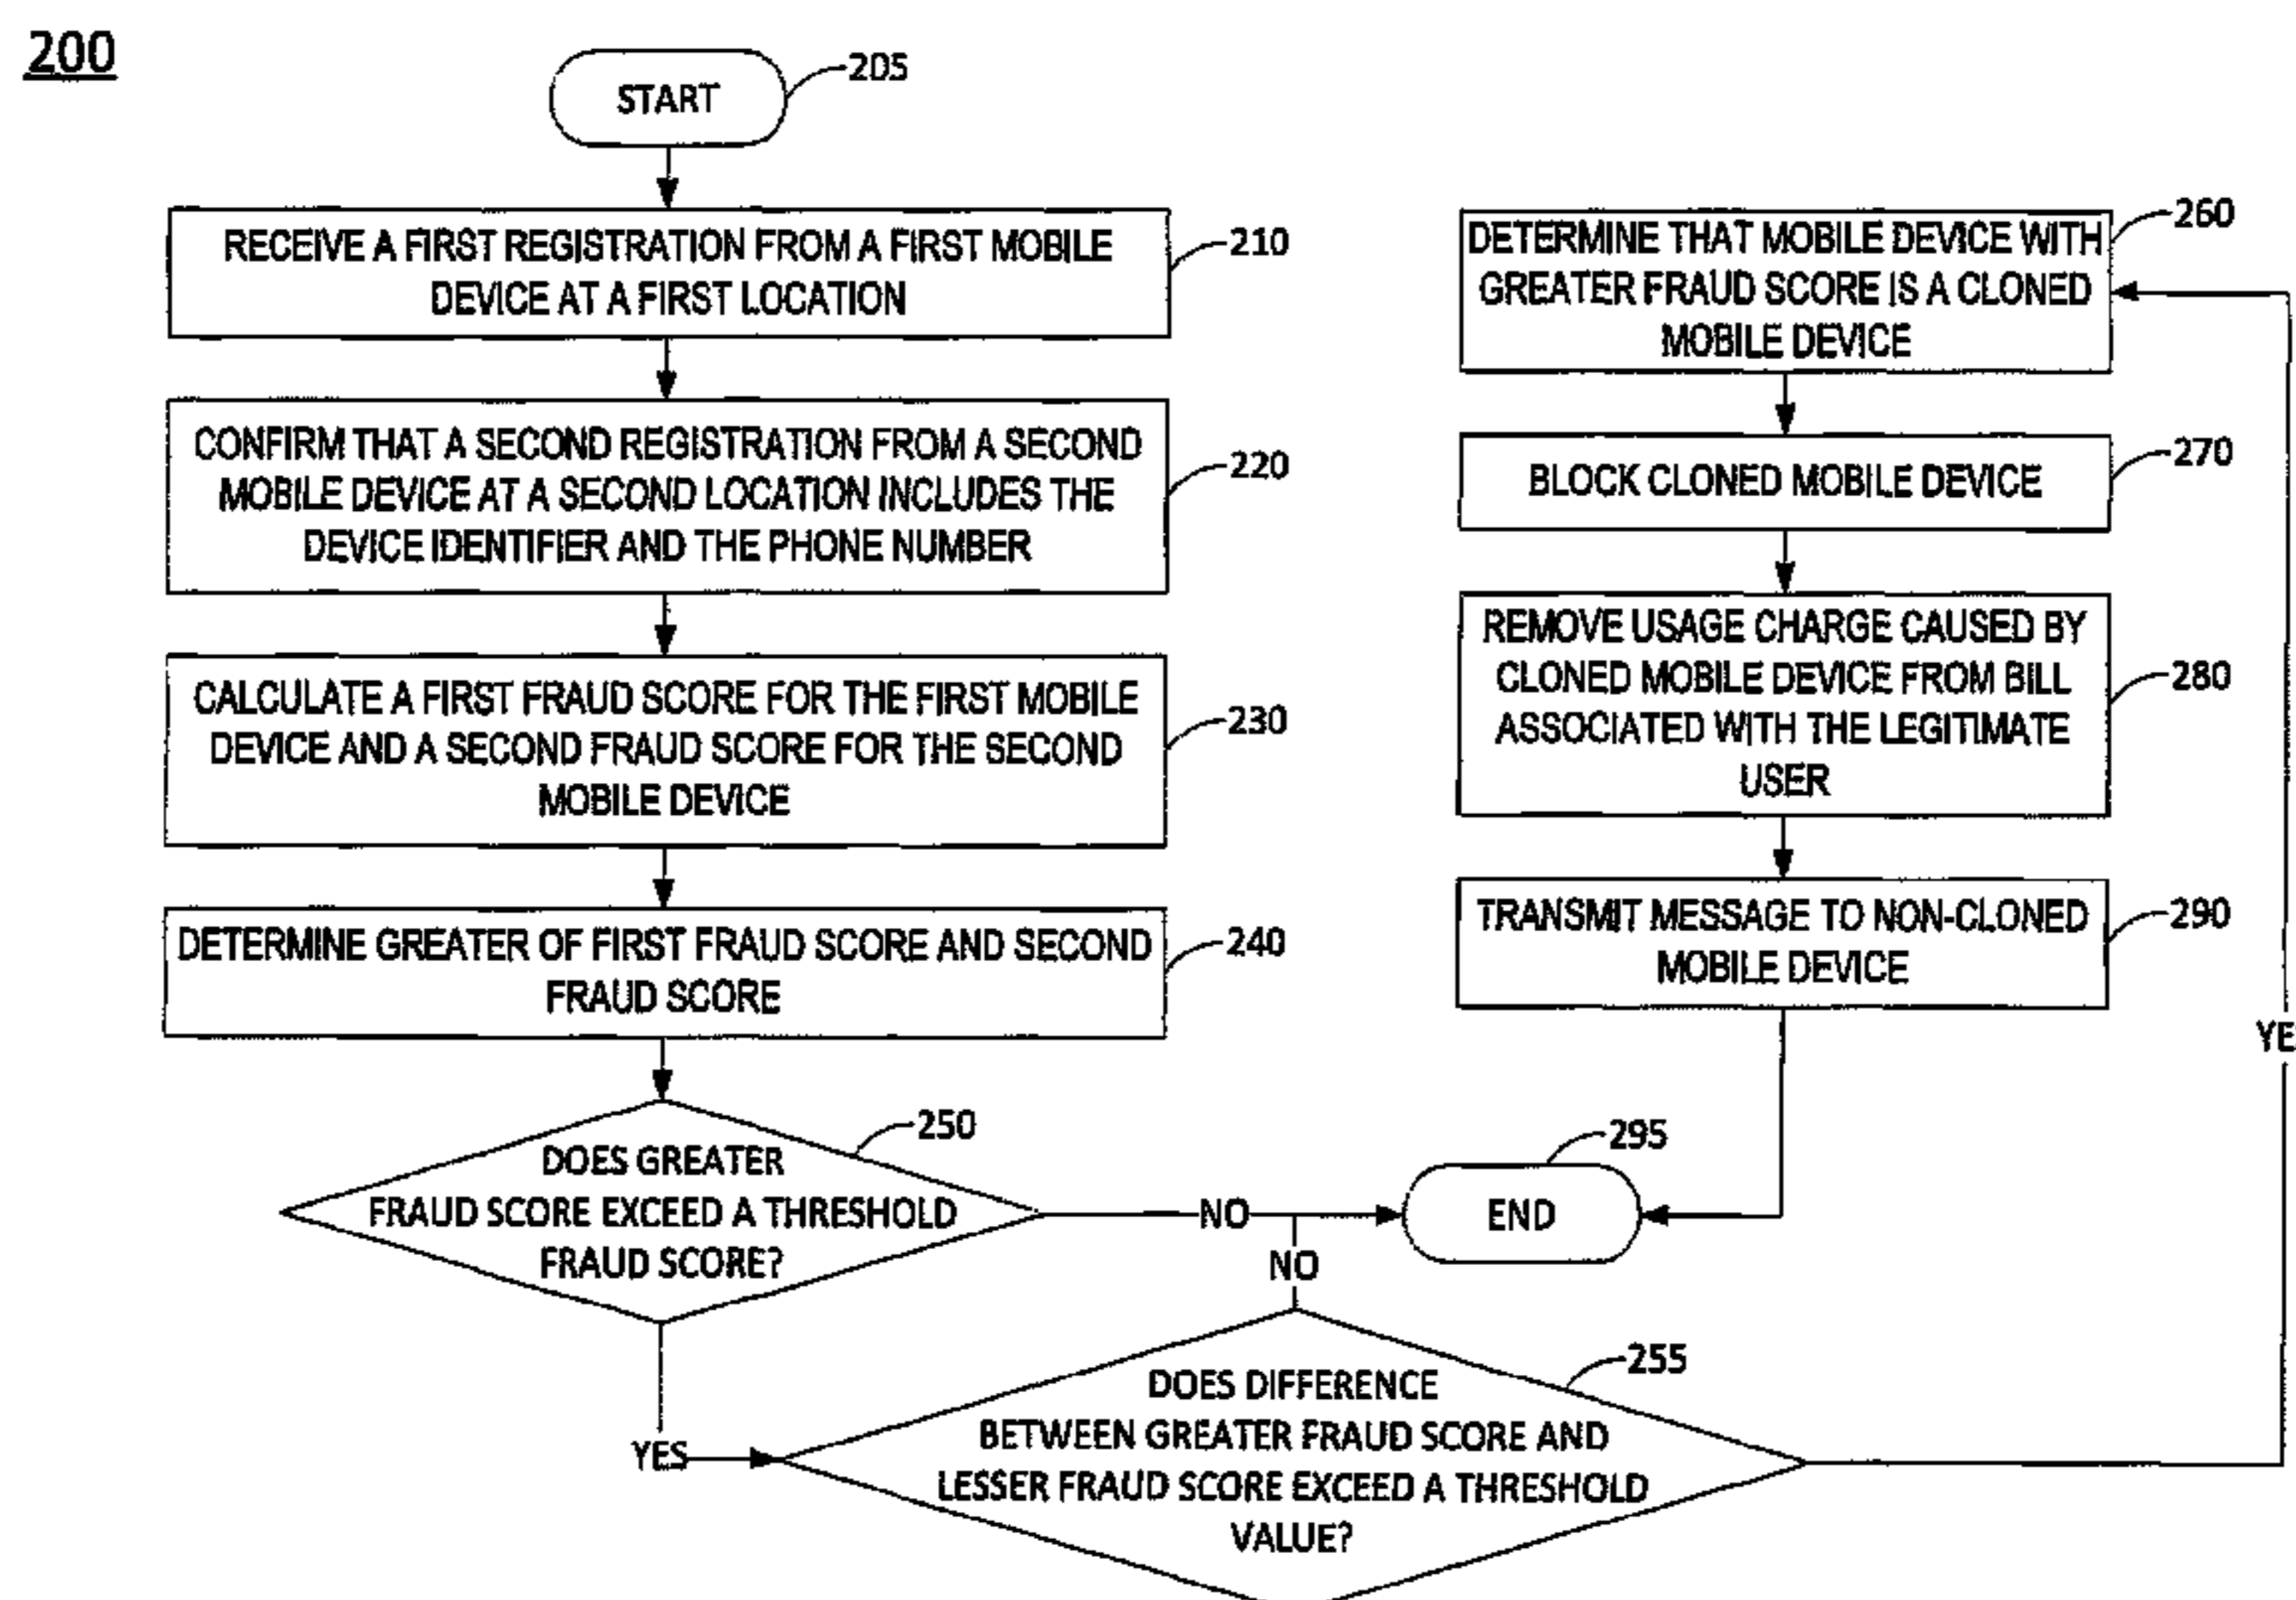 200
START
205
RECEIVE A FIRST REGISTRATION FROM A FIRST MOBILE
DEVICE AT A FIRST LOCATION
210
CONFIRM THAT A SECOND REGISTRATION FROM A SECOND
MOBILE DEVICE AT A SECOND LOCATION INCLUDES THE
DEVICE IDENTIFIER AND THE PHONE NUMBER
220
CALCULATE A FIRST FRAUD SCORE FOR THE FIRST MOBILE
DEVICE AND A SECOND FRAUD SCORE FOR THE SECOND
MOBILE DEVICE
230
DETERMINE GREATER OF FIRST FRAUD SCORE AND SECOND
FRAUD SCORE
240
DOES GREATER
FRAUD SCORE EXCEED A THRESHOLD
FRAUD SCORE?
250
NO
YES
DOES DIFFERENCE
BETWEEN GREATER FRAUD SCORE AND
LESSER FRAUD SCORE EXCEED A THRESHOLD
VALUE?
255
NO
YE
DETERMINE THAT MOBILE DEVICE WITH
GREATER FRAUD SCORE IS A CLONED
MOBILE DEVICE
260
BLOCK CLONED MOBILE DEVICE
270
REMOVE USAGE CHARGE CAUSED BY
CLONED MOBILE DEVICE FROM BILL
ASSOCIATED WITH THE LEGITIMATE
USER
280
TRANSMIT MESSAGE TO NON-CLONED
MOBILE DEVICE
290
END
295